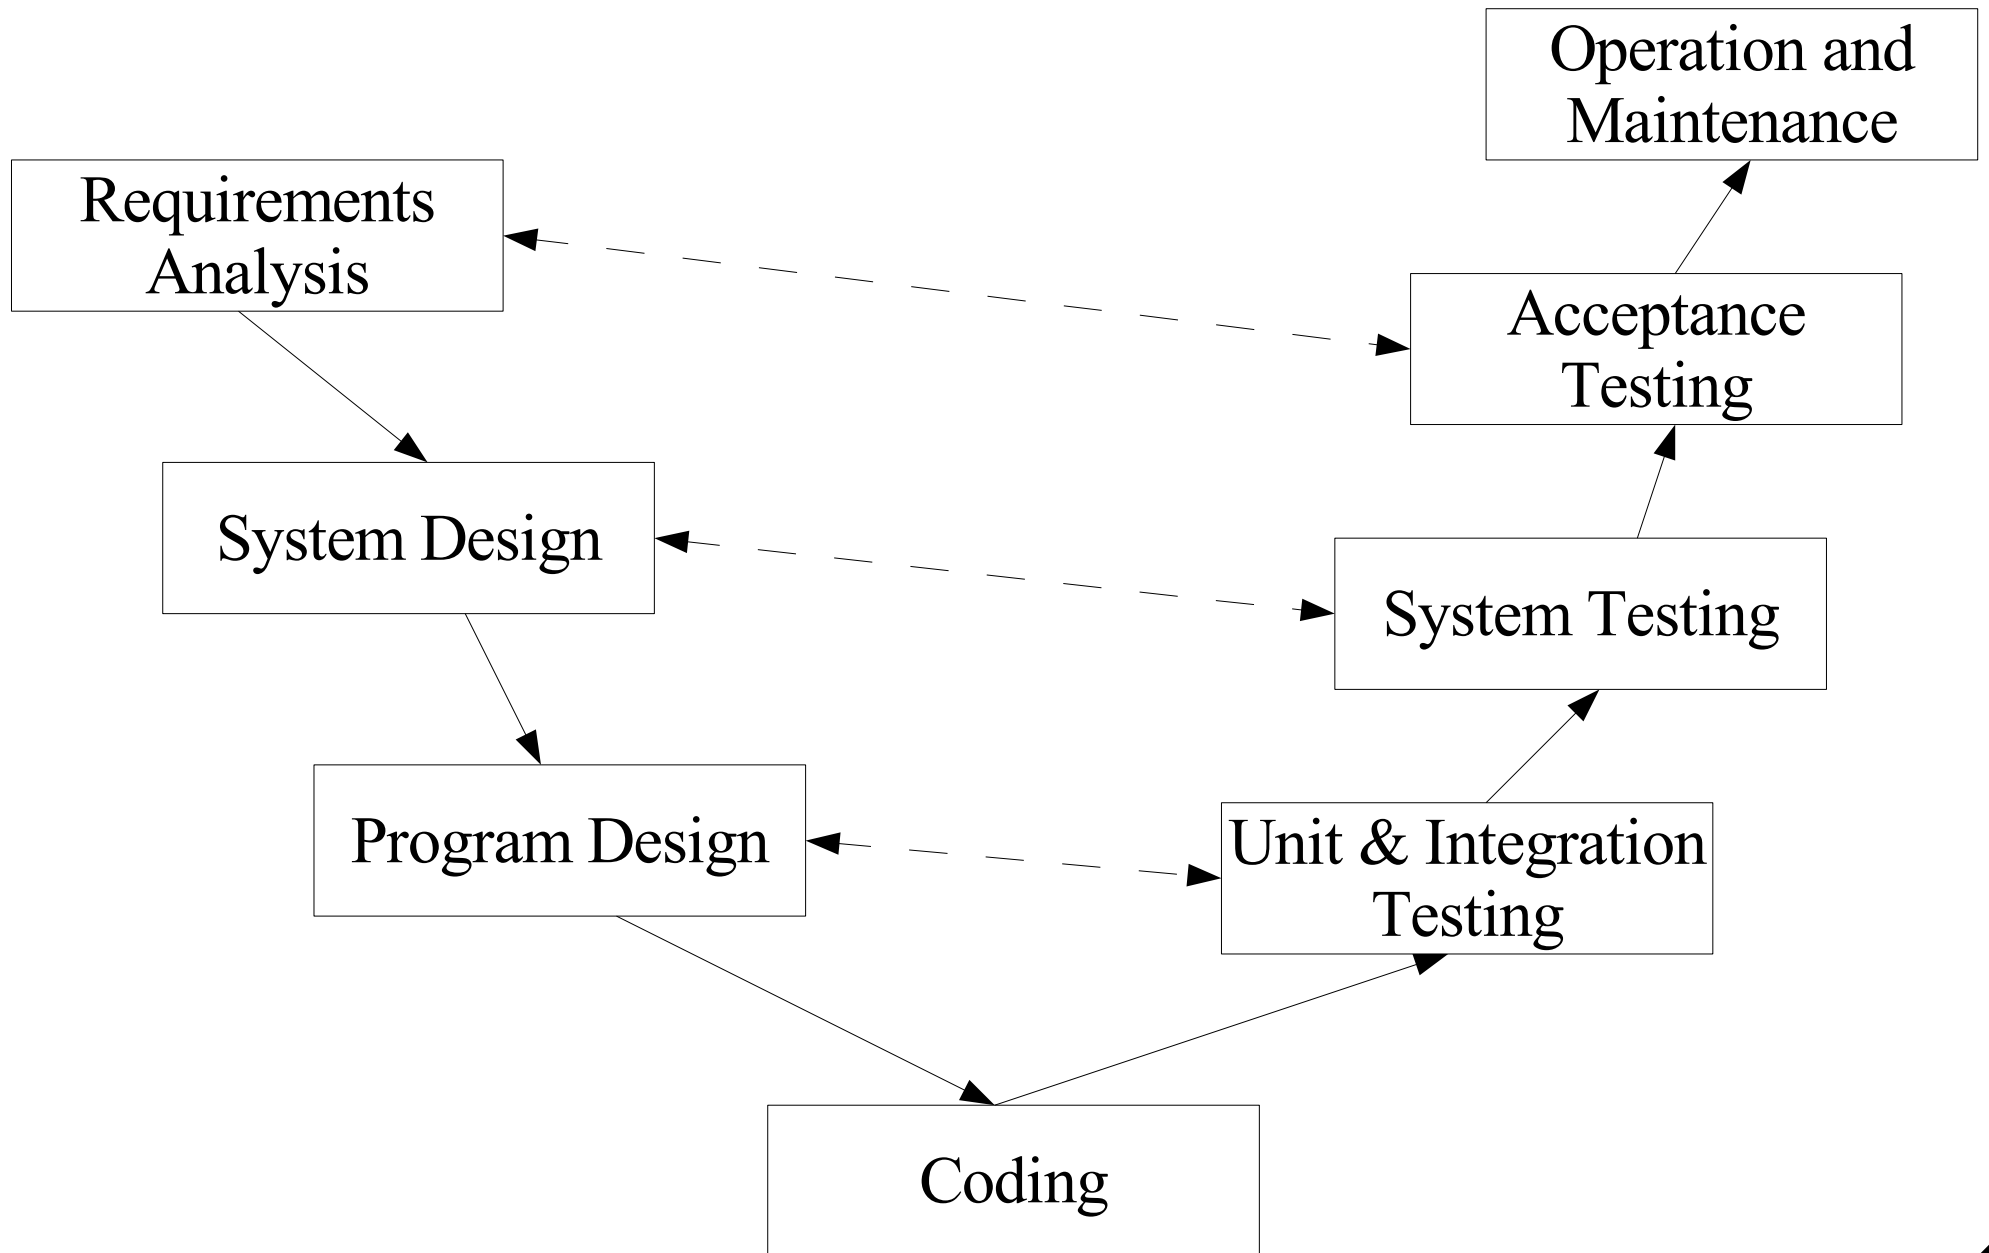 Operation and
Maintenance
Requirements
Analysis
Acceptance
Testing
System Design
System Testing
Program Design
Unit & Integration
Testing
Coding